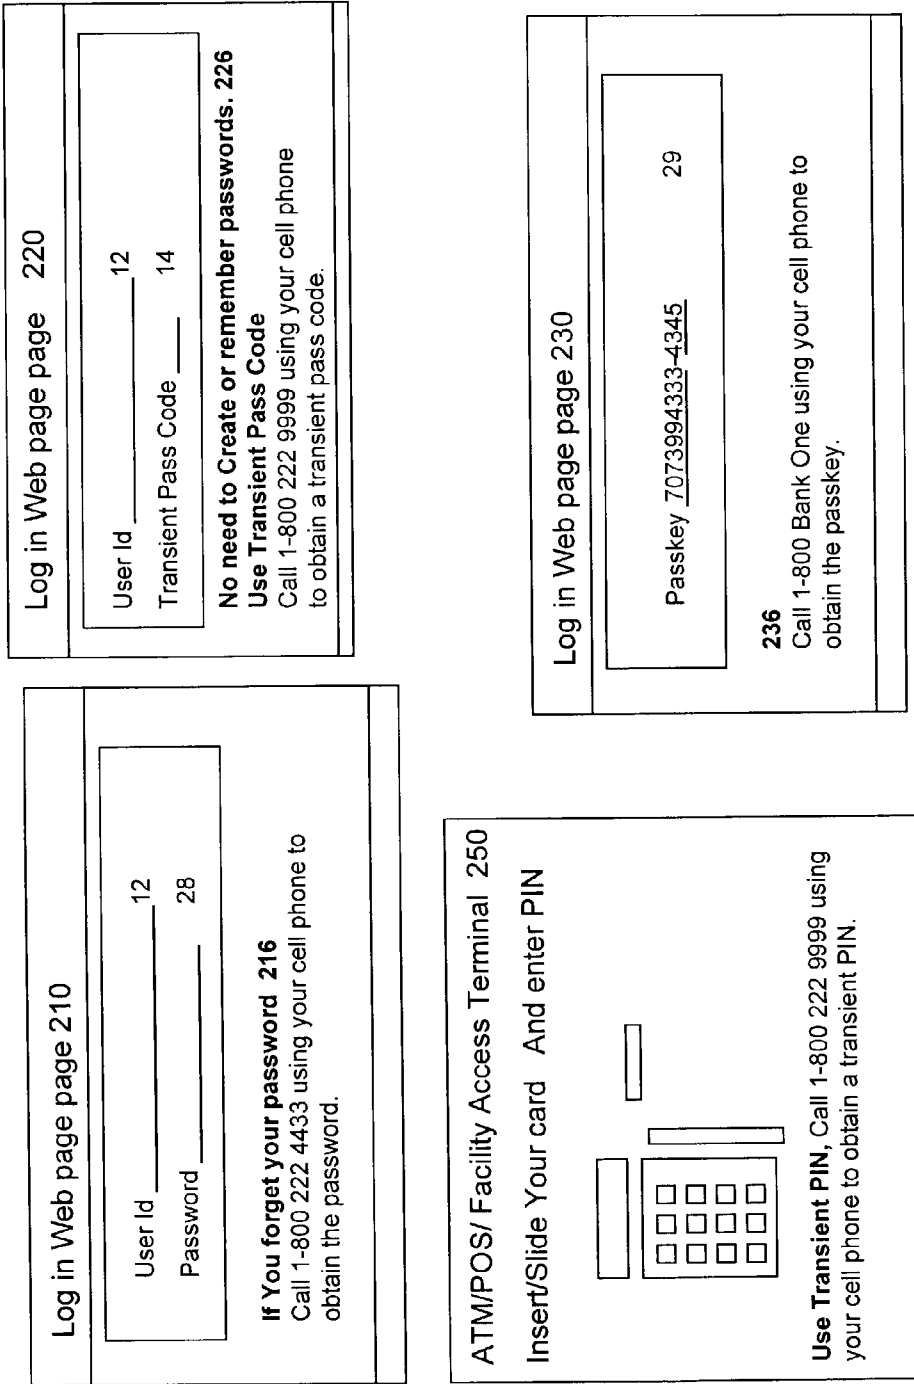 Log in Web page page 210
User Id 12
Password 28
If You forget your password 216
Call 1-800 222 4433 using your cell phone to
obtain the password.
Log in Web page page 220
User Id 12
Transient Pass Code 14
No need to Create or remember passwords. 226
Use Transient Pass Code
Call 1-800 222 9999 using your cell phone
to obtain a transient pass code.
ATM/POS/ Facility Access Terminal 250
Insert/Slide Your card And enter PIN
Use Transient PIN, Call 1-800 222 9999 using
your cell phone to obtain a transient PIN.
Log in Web page page 230
Passkey 7073994333-4345 29
236
Call 1-800 Bank One using your cell phone to
obtain the passkey.